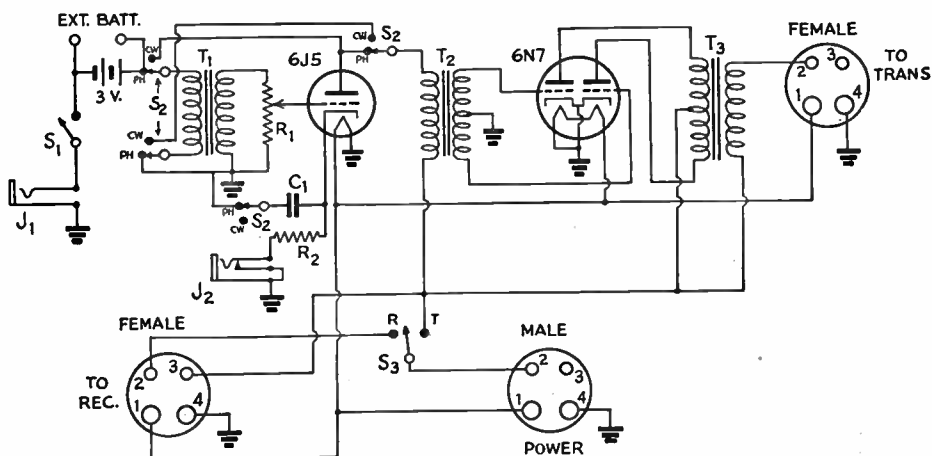 EXT. BATT.
3 V.
CW
PH
S2
CW
PH
S1
J1
T1
R1
6J5
CW
S2
PH
T2
6N7
T3
FEMALE
2 3
1 4
TO
TRANS
PH
S2
CW
C1
R2
J2
FEMALE
2 3
1 4
TO
REC.
R T
S3
MALE
2 3
1 4
POWER